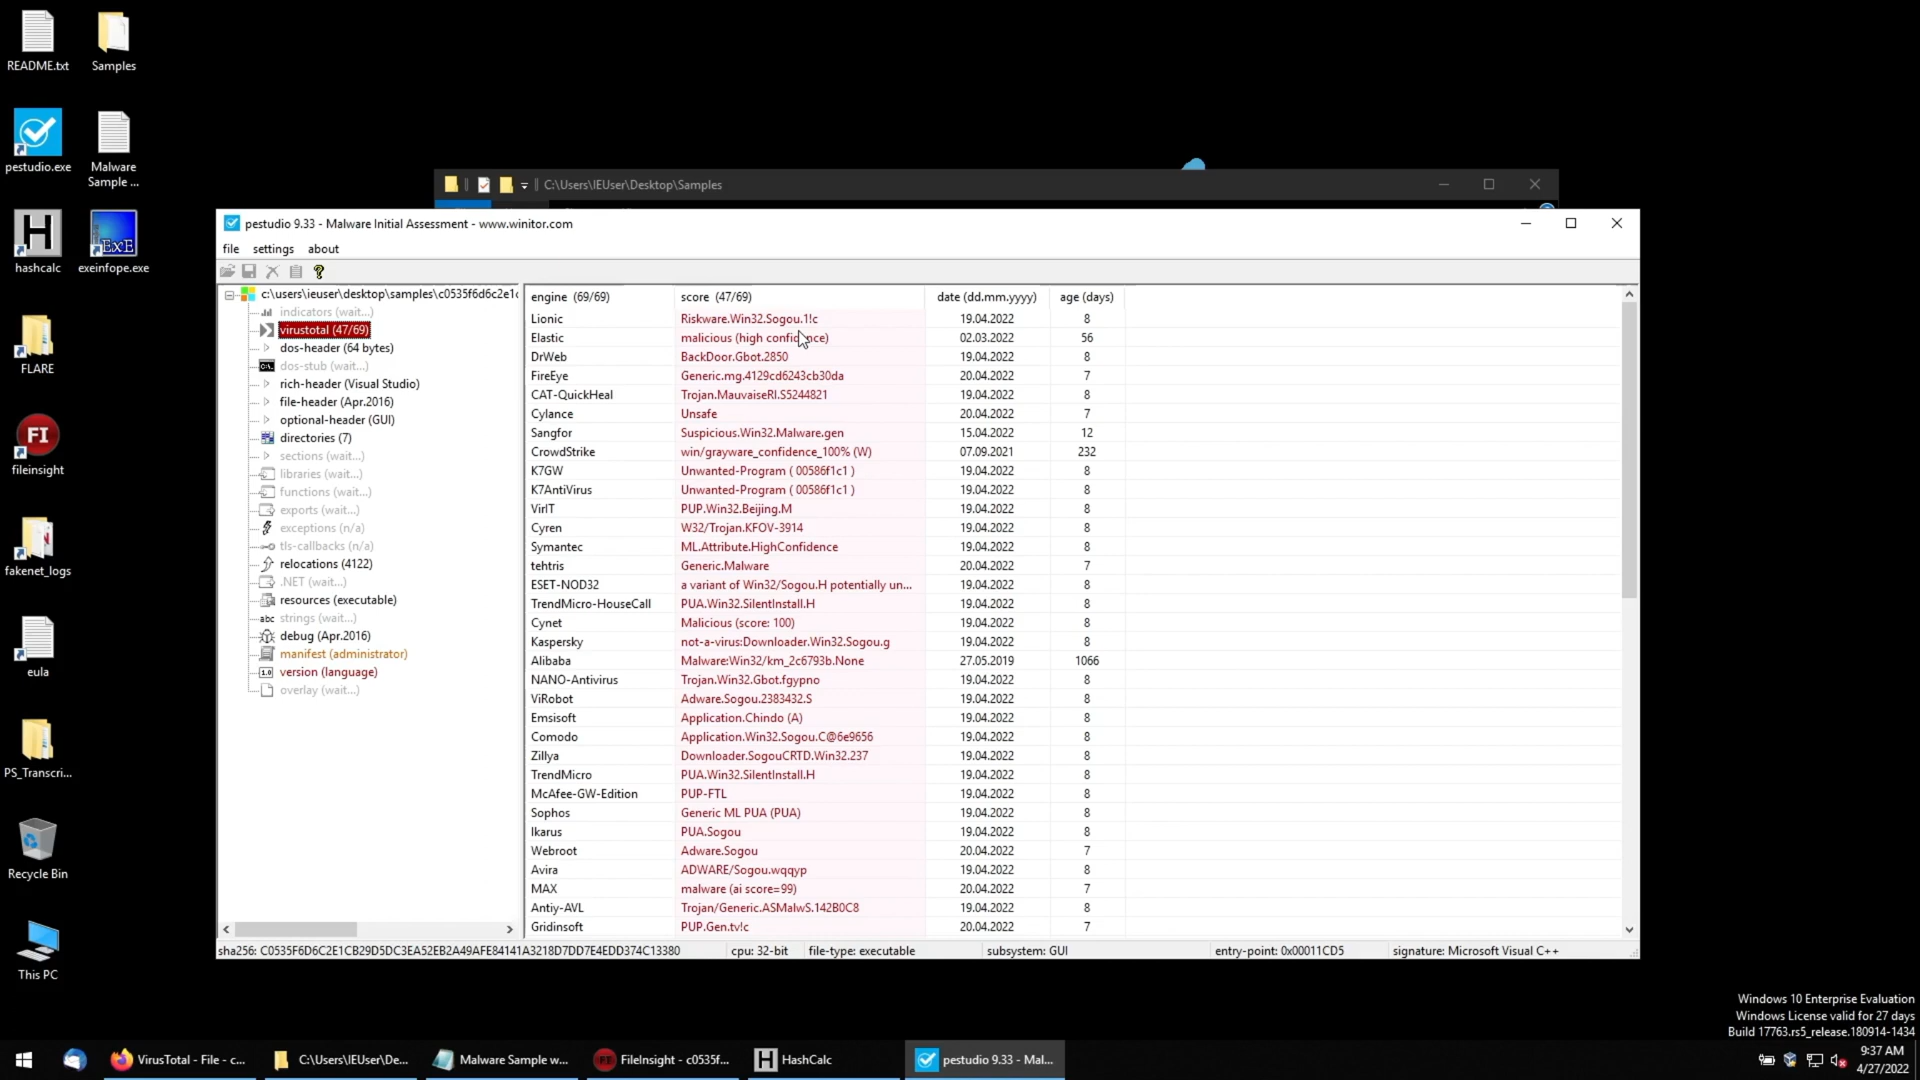 README.txt
Samples
pestudio.exe
Malware
Sample ...
hashcalc
exeinfope.exe
FLARE
fileinsight
fakenet_logs
eula
PS_Transcri...
Recycle Bin
This PC
C:\Users\IEUser\Desktop\Samples
pestudio 9.33 - Malware Initial Assessment - www.winitor.com
file settings about
c:\users\ieuser\desktop\samples\c0535f6d6c2e1c
indicators (wait...)
virustotal (47/69)
dos-header (64 bytes)
dos-stub (wait...)
rich-header (Visual Studio)
file-header (Apr.2016)
optional-header (GUI)
directories (7)
sections (wait...)
libraries (wait...)
functions (wait...)
exports (wait...)
exceptions (n/a)
tls-callbacks (n/a)
relocations (4122)
.NET (wait...)
resources (executable)
abc strings (wait...)
debug (Apr.2016)
manifest (administrator)
1.0 version (language)
overlay (wait...)
engine (69/69) score (47/69) date (dd.mm.yyyy) age (days)
Lionic Riskware.Win32.Sogou.1!c 19.04.2022 8
Elastic malicious (high confidence) 02.03.2022 56
DrWeb BackDoor.Gbot.2850 19.04.2022 8
FireEye Generic.mg.4129cd6243cb30da 20.04.2022 7
CAT-QuickHeal Trojan.MauvaiseRI.S5244821 19.04.2022 8
Cylance Unsafe 20.04.2022 7
Sangfor Suspicious.Win32.Malware.gen 15.04.2022 12
CrowdStrike win/grayware_confidence_100% (W) 07.09.2021 232
K7GW Unwanted-Program ( 00586f1c1 ) 19.04.2022 8
K7AntiVirus Unwanted-Program ( 00586f1c1 ) 19.04.2022 8
VirIT PUP.Win32.Beijing.M 19.04.2022 8
Cyren W32/Trojan.KFOV-3914 19.04.2022 8
Symantec ML.Attribute.HighConfidence 19.04.2022 8
tehtris Generic.Malware 20.04.2022 7
ESET-NOD32 a variant of Win32/Sogou.H potentially un... 19.04.2022 8
TrendMicro-HouseCall PUA.Win32.SilentInstall.H 19.04.2022 8
Cynet Malicious (score: 100) 19.04.2022 8
Kaspersky not-a-virus:Downloader.Win32.Sogou.g 19.04.2022 8
Alibaba Malware:Win32/km_2c6793b.None 27.05.2019 1066
NANO-Antivirus Trojan.Win32.Gbot.fgypno 19.04.2022 8
ViRobot Adware.Sogou.2383432.S 19.04.2022 8
Emsisoft Application.Chindo (A) 19.04.2022 8
Comodo Application.Win32.Sogou.C@6e9656 19.04.2022 8
Zillya Downloader.SogouCRTD.Win32.237 19.04.2022 8
TrendMicro PUA.Win32.SilentInstall.H 19.04.2022 8
McAfee-GW-Edition PUP-FTL 19.04.2022 8
Sophos Generic ML PUA (PUA) 19.04.2022 8
Ikarus PUA.Sogou 19.04.2022 8
Webroot Adware.Sogou 20.04.2022 7
Avira ADWARE/Sogou.wqqyp 19.04.2022 8
MAX malware (ai score=99) 20.04.2022 7
Antiy-AVL Trojan/Generic.ASMalwS.142B0C8 19.04.2022 8
Gridinsoft PUP.Gen.tv!c 20.04.2022 7
sha256: C0535F6D6C2E1CB29D5DC3EA52EB2A49AFE84141A3218D7DD7E4EDD374C13380 cpu: 32-bit file-type: executable subsystem: GUI entry-point: 0x00011CD5 signature: Microsoft Visual C++
Windows 10 Enterprise Evaluation
Windows License valid for 27 days
Build 17763.rs5_release.180914-1434
VirusTotal - File - c... C:\Users\IEUser\De... Malware Sample w... FileInsight - c0535f... HashCalc pestudio 9.33 - Mal...
9:37 AM
4/27/2022